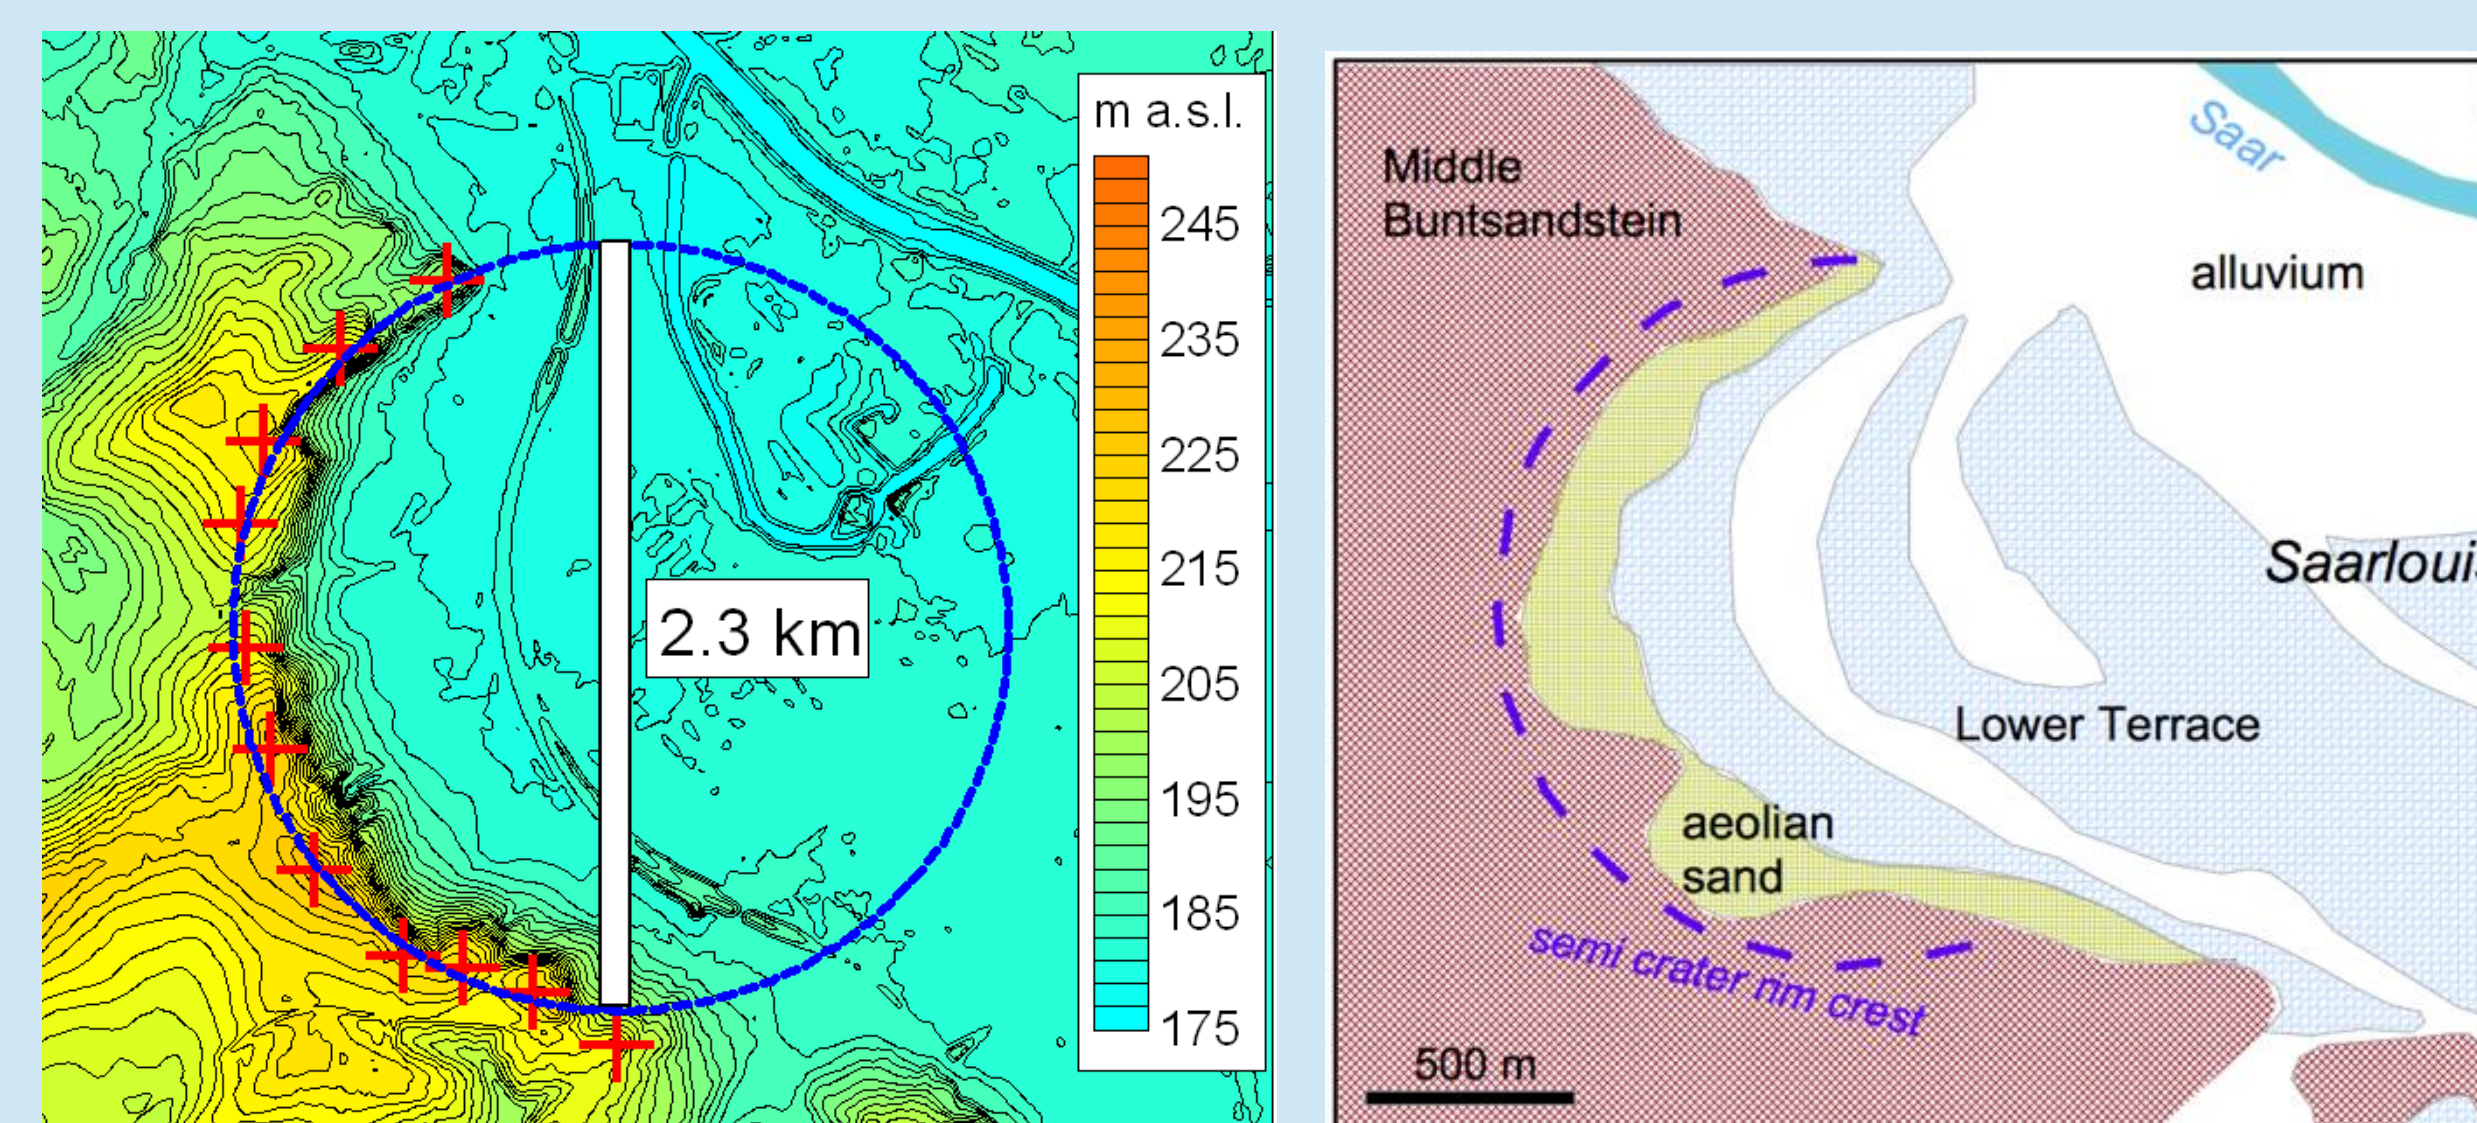 m a.s.l.
245
235
225
215
205
195
185
175
2.3 km
Middle
Buntsandstein
Saar
alluvium
Lower Terrace
aeolian
sand
semi crater rim crest
500 m